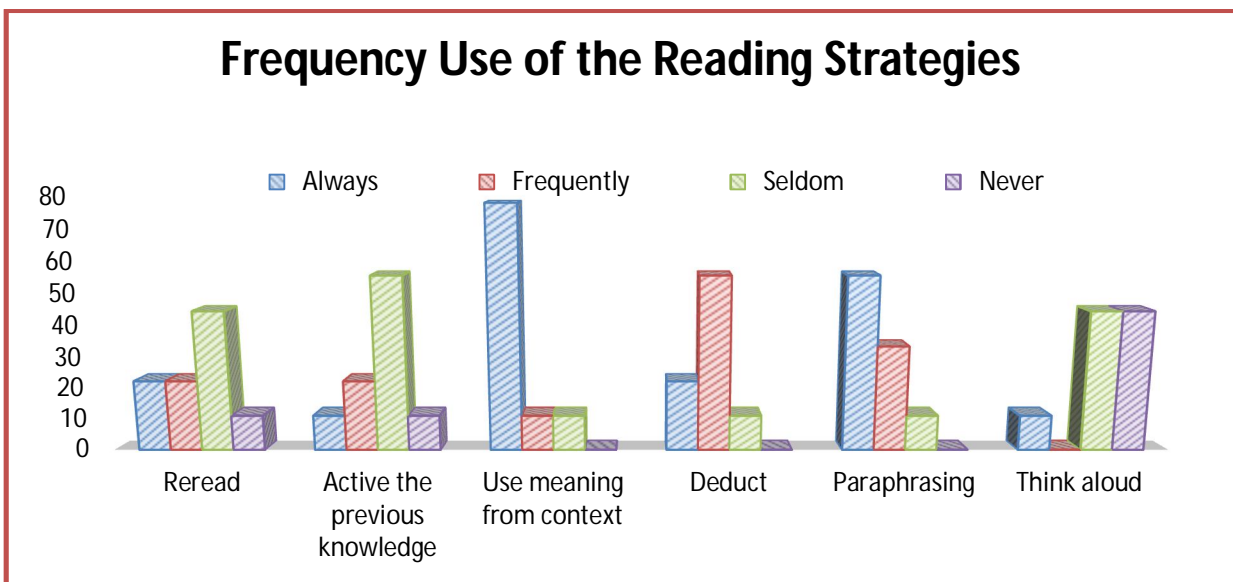 Frequency Use of the Reading Strategies
Always Frequently Seldom Never
80
70
60
50
40
30
20
10
0
Reread
Active the
previous
knowledge
Use meaning
from context
Deduct
Paraphrasing
Think aloud